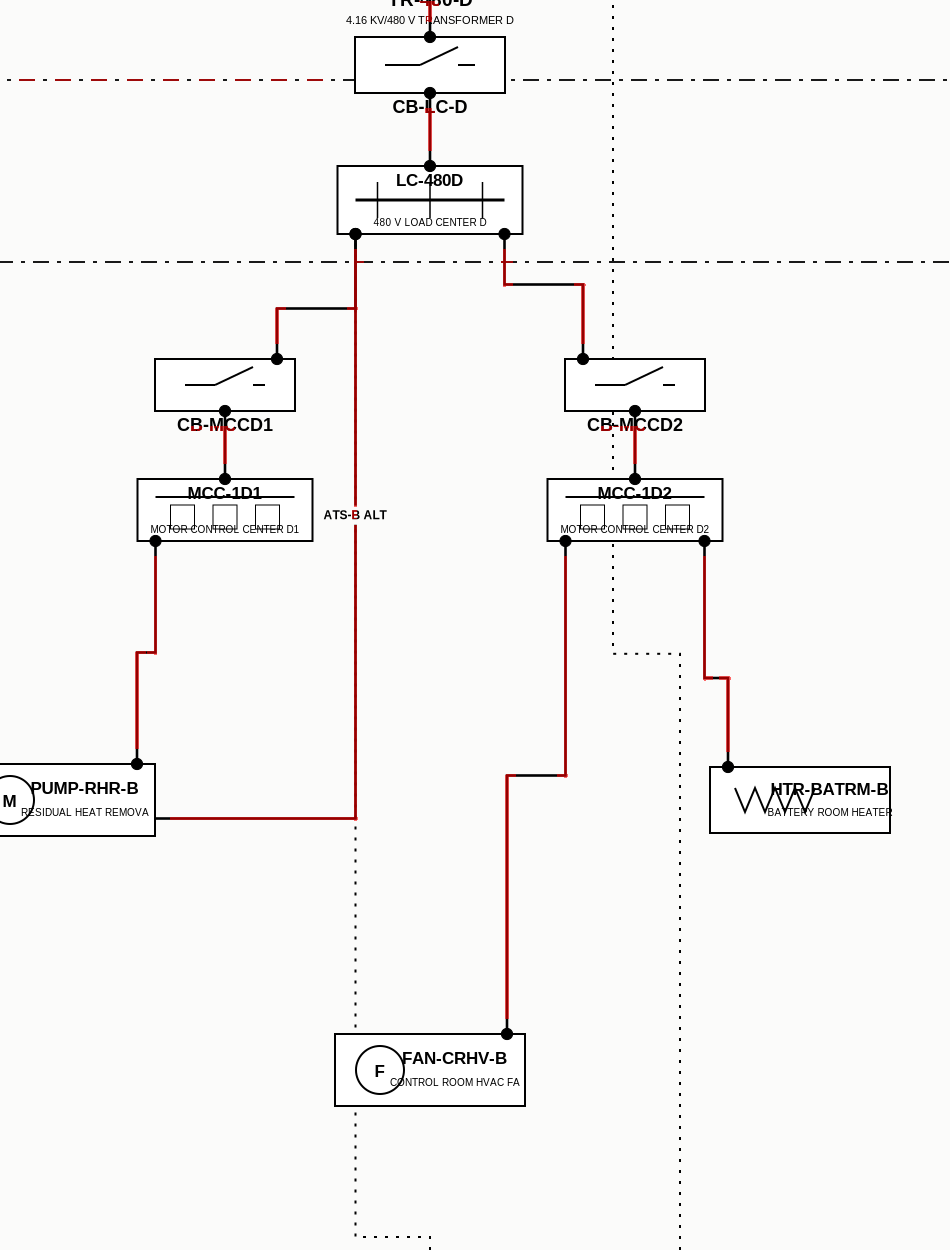 TR-480-D
4.16 KV/480 V TRANSFORMER D
CB-LC-D
LC-480D
480 V LOAD CENTER D
CB-MCCD1
CB-MCCD2
MCC-1D1
MOTOR CONTROL CENTER D1
ATS-B ALT
MCC-1D2
MOTOR CONTROL CENTER D2
M
PUMP-RHR-B
RESIDUAL HEAT REMOVA
HTR-BATRM-B
BATTERY ROOM HEATER
F
FAN-CRHV-B
CONTROL ROOM HVAC FA